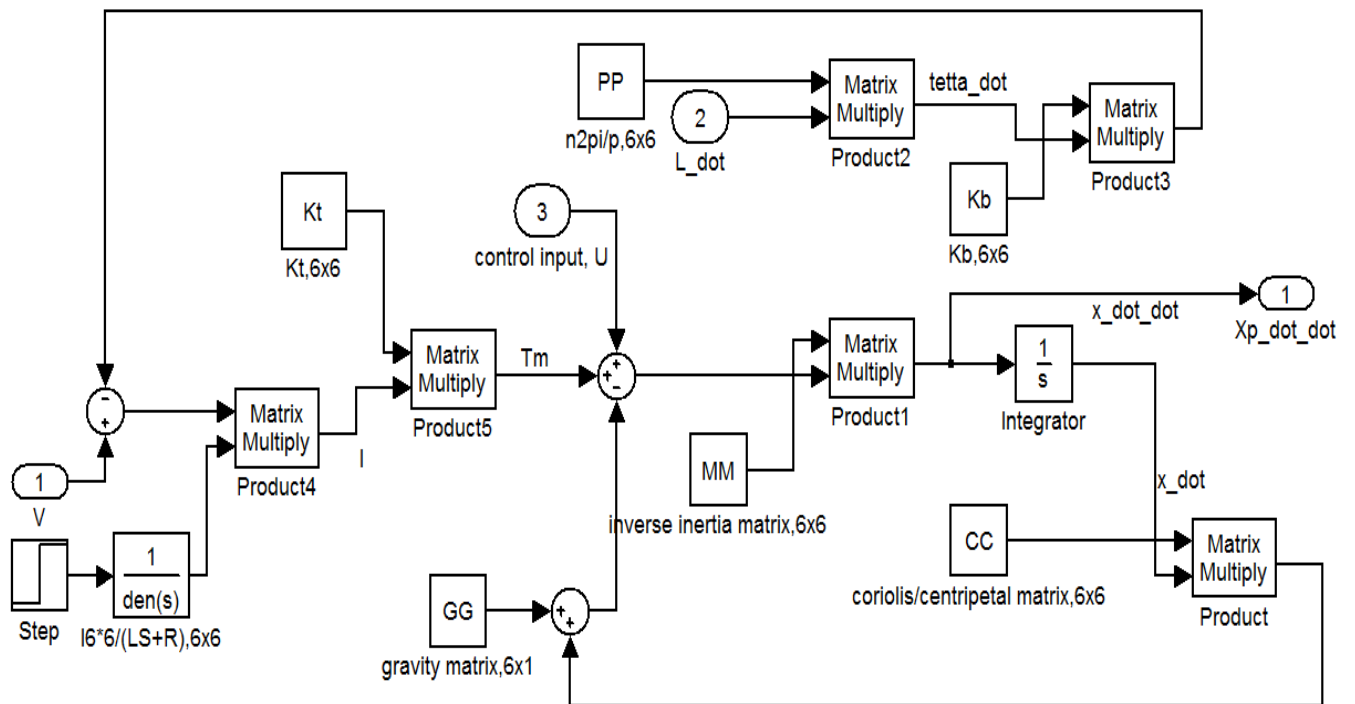 PP
n2pi/p,6x6
2
L_dot
Matrix
Multiply
Product2
tetta_dot
Matrix
Multiply
Product3
Kb
Kb,6x6
Kt
Kt,6x6
3
control input, U
Matrix
Multiply
Product5
Tm
+
+
-
Matrix
Multiply
Product1
x_dot_dot
1
Xp_dot_dot
1
s
Integrator
-
+
1
V
Matrix
Multiply
Product4
I
Step
1
den(s)
I6*6/(LS+R),6x6
MM
inverse inertia matrix,6x6
x_dot
CC
coriolis/centripetal matrix,6x6
Matrix
Multiply
Product
GG
gravity matrix,6x1
+
+